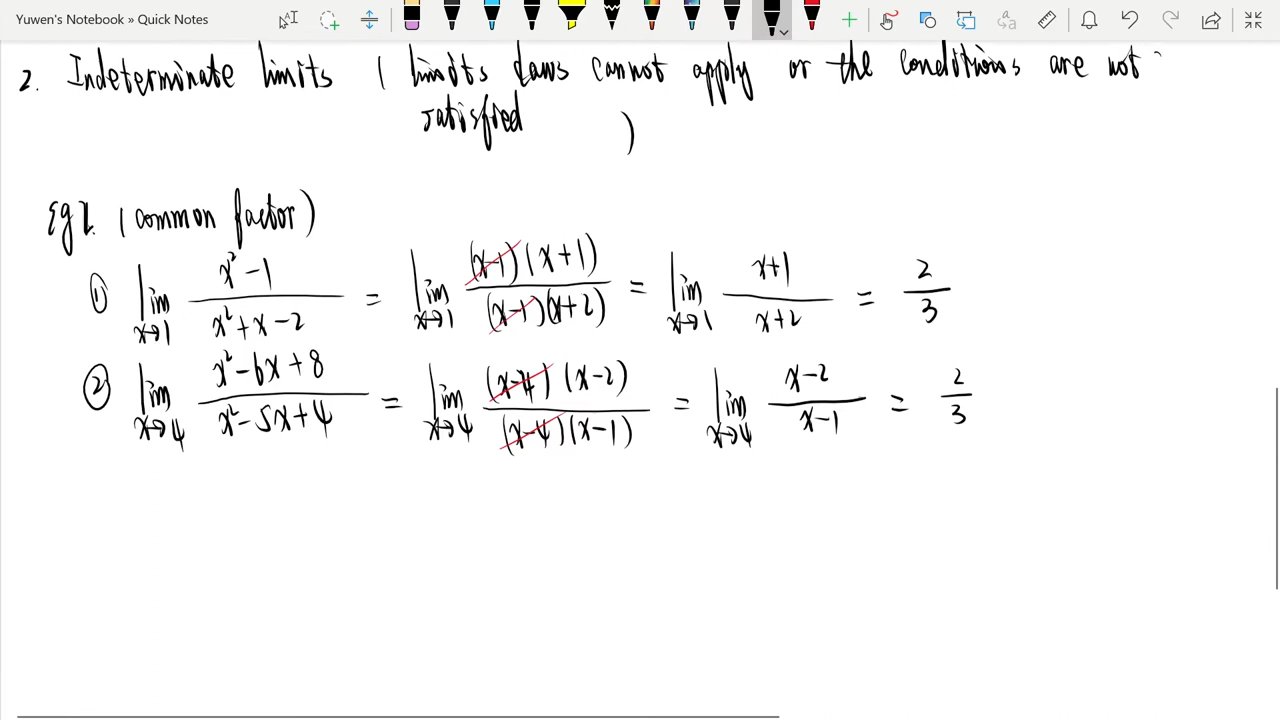 Yuwen's Notebook » Quick Notes
2. Indeterminate limits ( limits Laws cannot apply or the conditions are not
satisfied )
Eg1. (common factor)
① lim x→1 (x²-1)/(x²+x-2) = lim x→1 ((x-1)(x+1))/((x-1)(x+2)) = lim x→1 (x+1)/(x+2) = 2/3
② lim x→4 (x²-6x+8)/(x²-5x+4) = lim x→4 ((x-4)(x-2))/((x-4)(x-1)) = lim x→4 (x-2)/(x-1) = 2/3